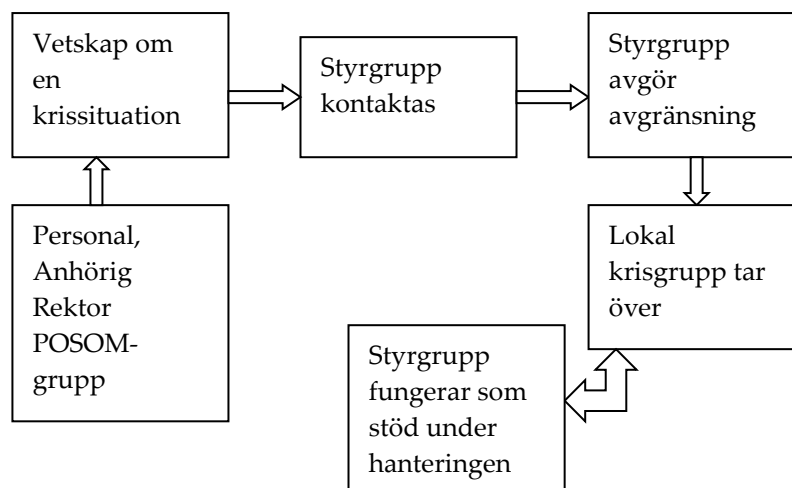 Vetskap om
en
krissituation
Styrgrupp
kontaktas
Styrgrupp
avgör
avgränsning
Personal,
Anhörig
Rektor
POSOM-
grupp
Lokal
krisgrupp tar
över
Styrgrupp
fungerar som
stöd under
hanteringen